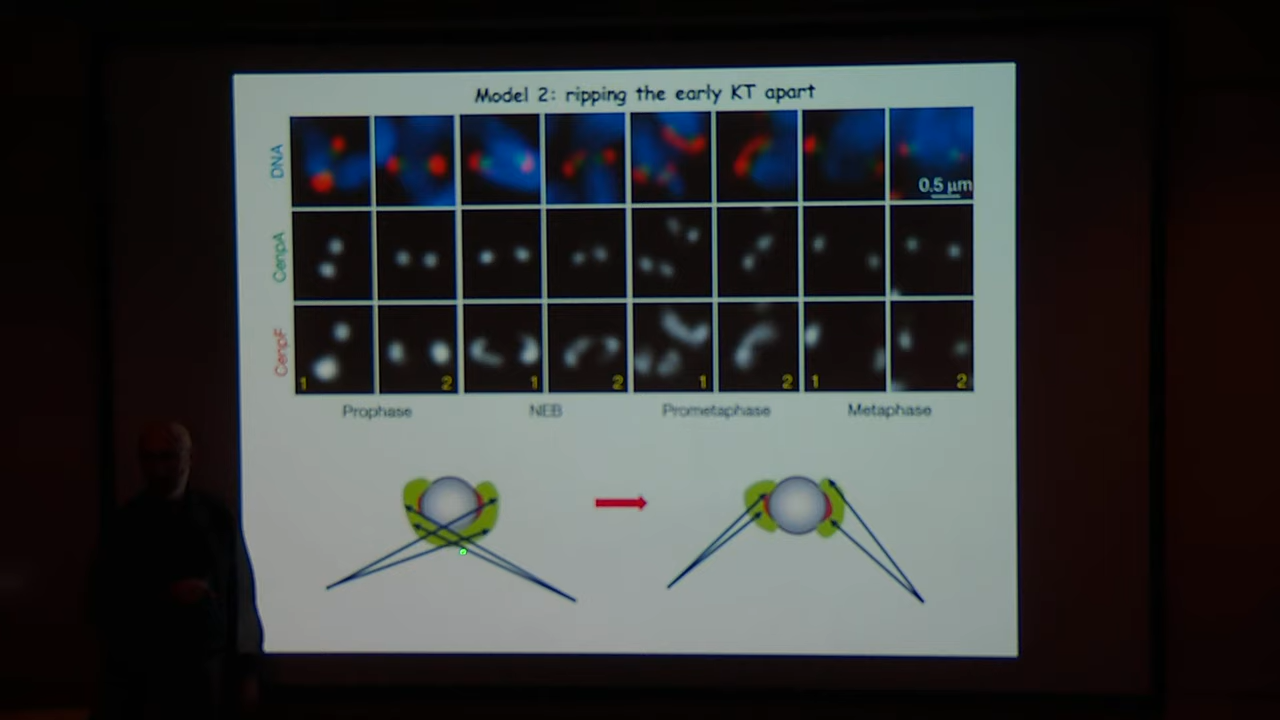 Model 2: ripping the early KT apart
DNA
0.5 μm
CenpA
CenpF
1 2 1 2 1 2 1 2
Prophase NEB Prometaphase Metaphase